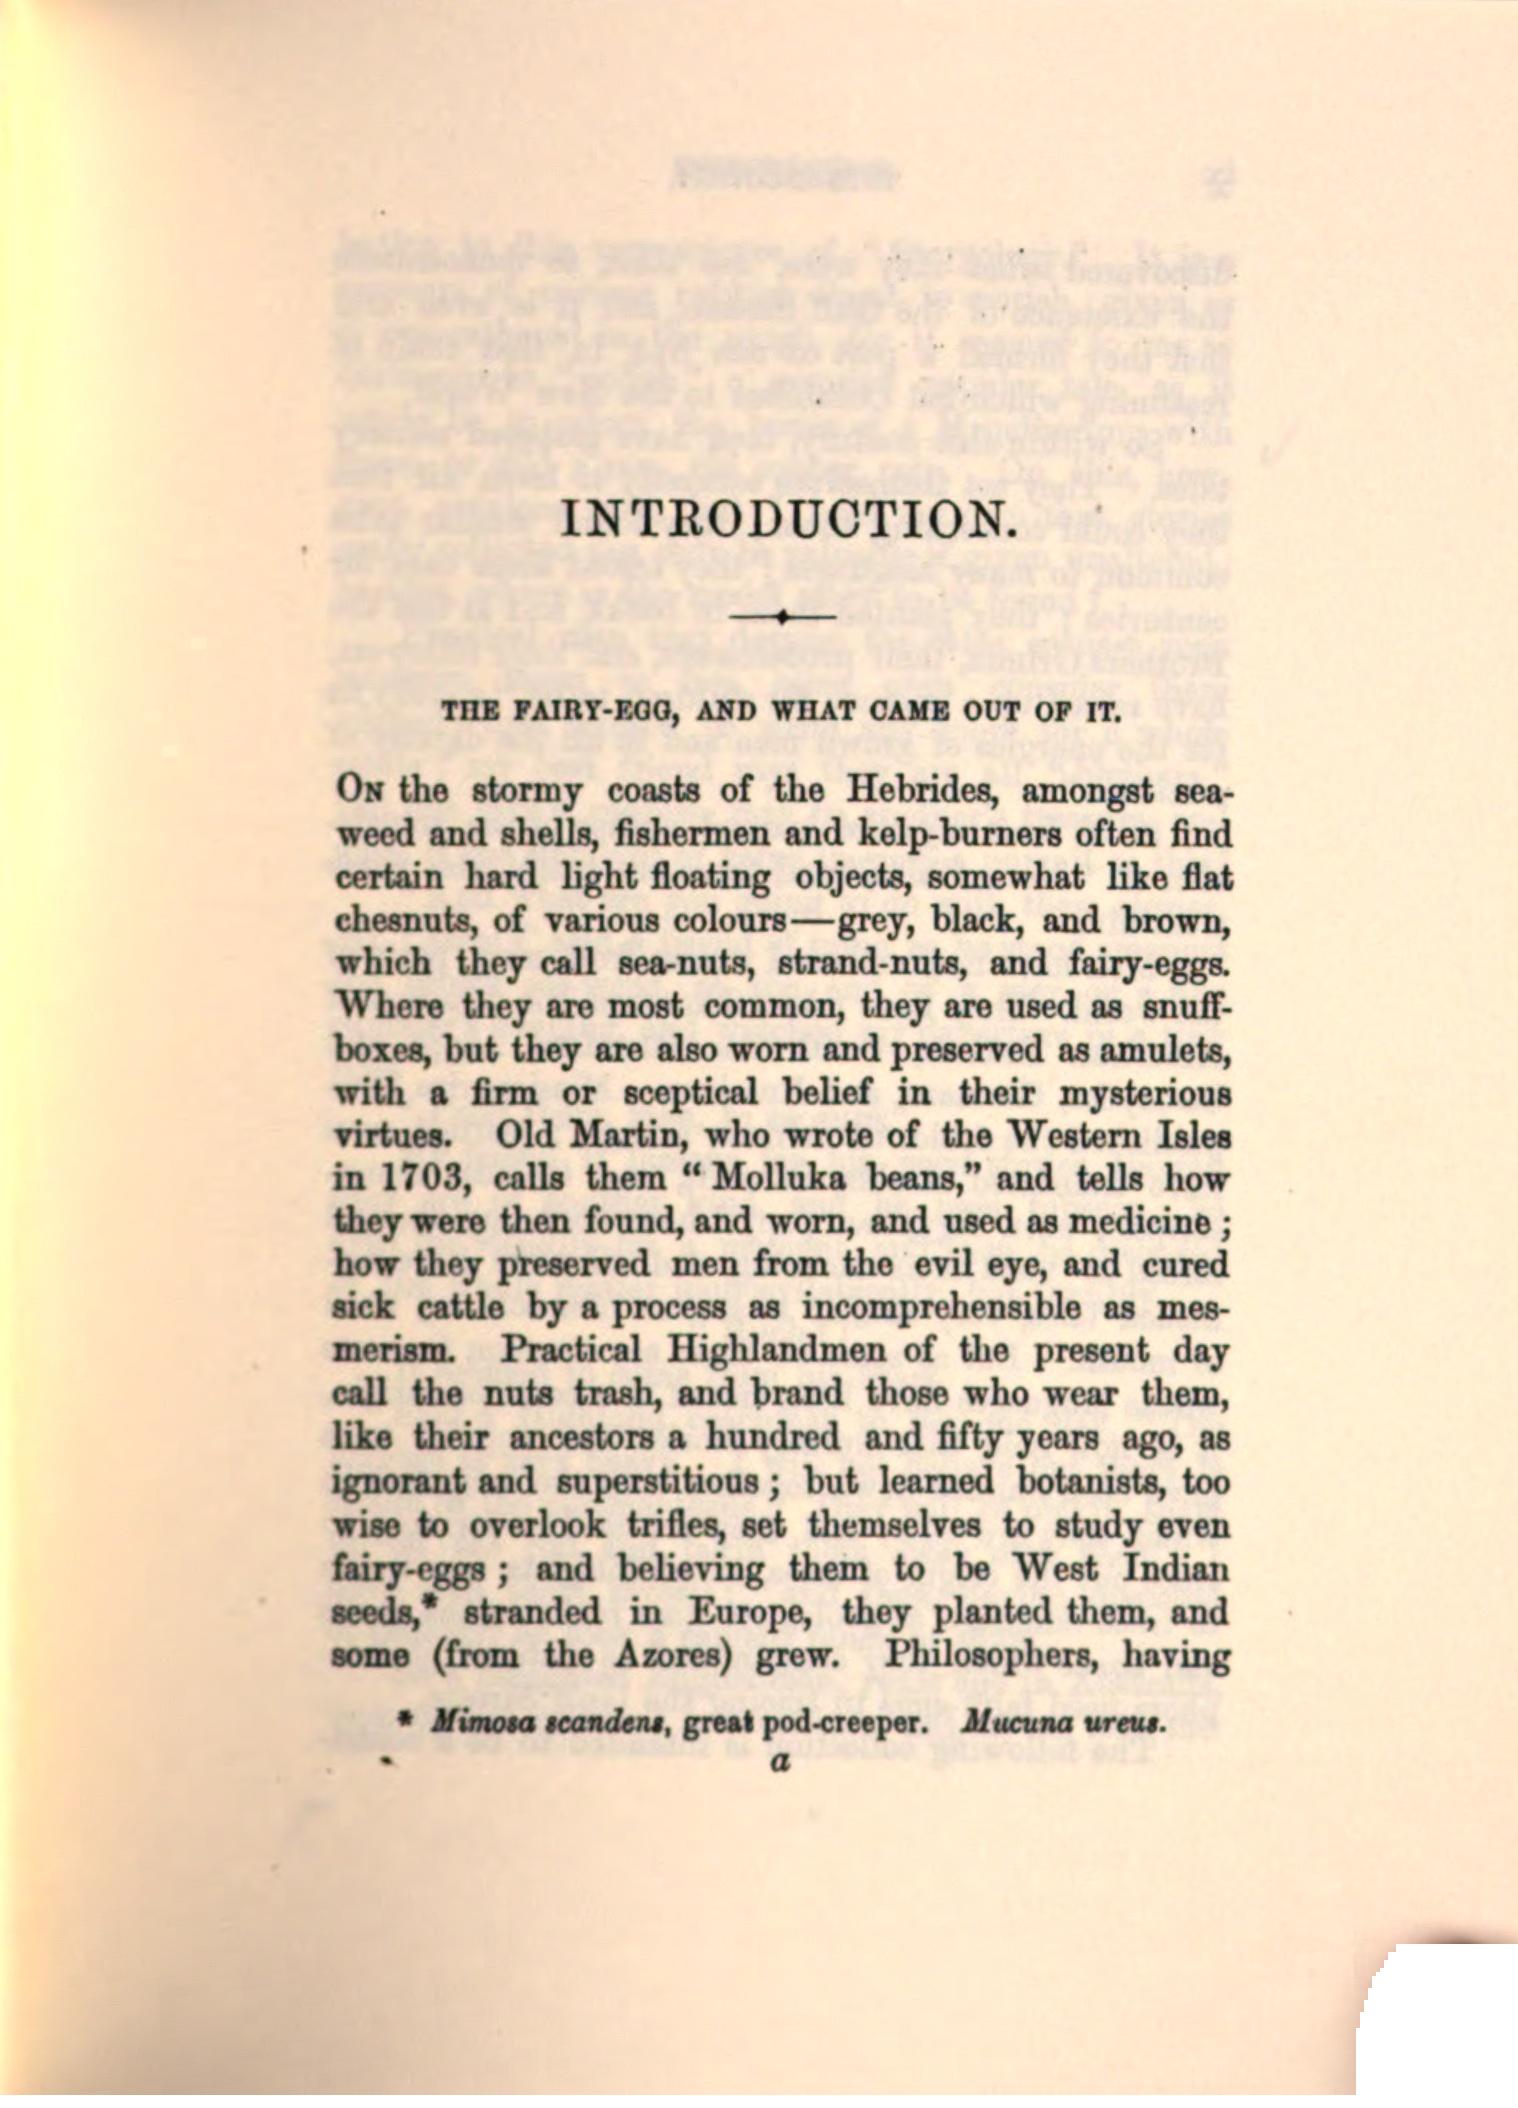 INTRODUCTION.
THE FAIRY-EGG, AND WHAT CAME OUT OF IT.
ON the stormy coasts of the Hebrides, amongst sea-
weed and shells, fishermen and kelp-burners often find
certain hard light floating objects, somewhat like flat
chesnuts, of various colours—grey, black, and brown,
which they call sea-nuts, strand-nuts, and fairy-eggs.
Where they are most common, they are used as snuff-
boxes, but they are also worn and preserved as amulets,
with a firm or sceptical belief in their mysterious
virtues. Old Martin, who wrote of the Western Isles
in 1703, calls them “Molluka beans,” and tells how
they were then found, and worn, and used as medicine ;
how they preserved men from the evil eye, and cured
sick cattle by a process as incomprehensible as mes-
merism. Practical Highlandmen of the present day
call the nuts trash, and brand those who wear them,
like their ancestors a hundred and fifty years ago, as
ignorant and superstitious ; but learned botanists, too
wise to overlook trifles, set themselves to study even
fairy-eggs ; and believing them to be West Indian
seeds,* stranded in Europe, they planted them, and
some (from the Azores) grew. Philosophers, having
* Mimosa scandens, great pod-creeper. Mucuna ureus.
a